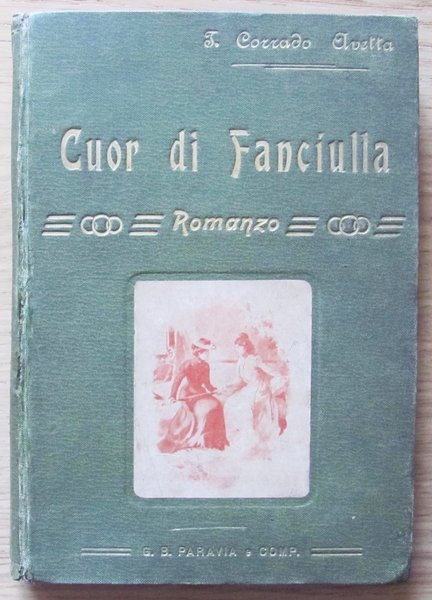 T. Corrado Avetta
Cuor di Fanciulla
Romanzo
G. B. PARAVIA e COMP.